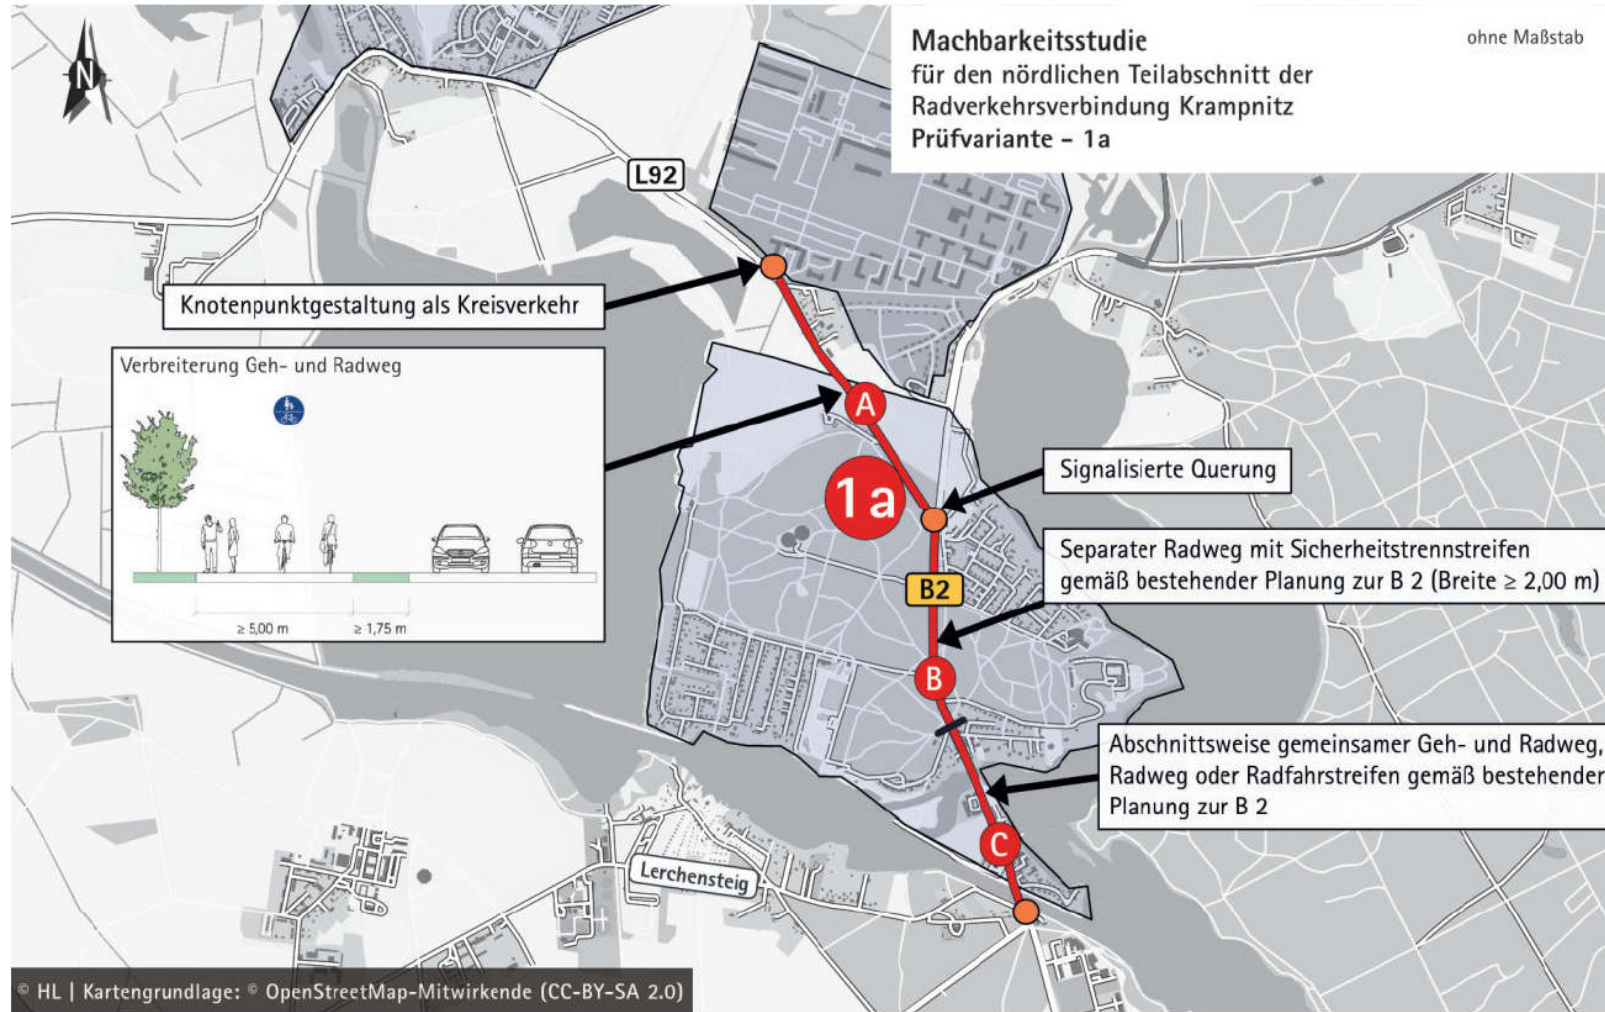 Machbarkeitsstudie
für den nördlichen Teilabschnitt der
Radverkehrsverbindung Krampnitz
Prüfvariante - 1a
ohne Maßstab
N
L92
Knotenpunktgestaltung als Kreisverkehr
Verbreiterung Geh- und Radweg
≥ 5,00 m
≥ 1,75 m
A
1a
Signalisierte Querung
Separater Radweg mit Sicherheitstrennstreifen
gemäß bestehender Planung zur B 2 (Breite ≥ 2,00 m)
B2
B
Abschnittsweise gemeinsamer Geh- und Radweg,
Radweg oder Radfahrstreifen gemäß bestehender
Planung zur B 2
C
Lerchensteig
© HL | Kartengrundlage: © OpenStreetMap-Mitwirkende (CC-BY-SA 2.0)